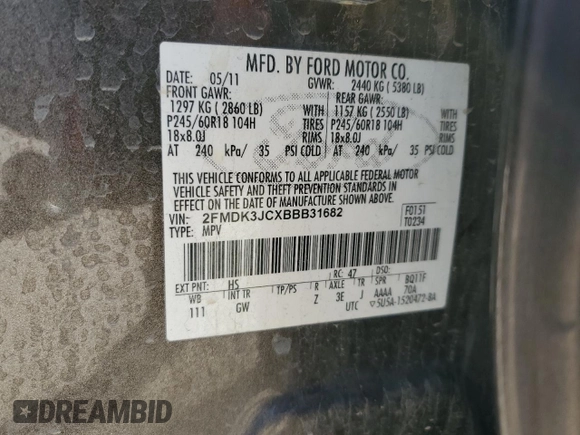 MFD. BY FORD MOTOR CO.
DATE: 05/11 GVWR: 2440 KG ( 5380 LB)
FRONT GAWR: REAR GAWR:
1297 KG ( 2860 LB) WITH 1157 KG ( 2550 LB) WITH
P245/60R18 104H TIRES P245/60R18 104H TIRES
18x8.0J RIMS 18x8.0J RIMS
AT 240 kPa/ 35 PSI COLD AT 240 kPa/ 35 PSI COLD
THIS VEHICLE CONFORMS TO ALL APPLICABLE FEDERAL MOTOR
VEHICLE SAFETY AND THEFT PREVENTION STANDARDS IN
EFFECT ON THE DATE OF MANUFACTURE SHOWN ABOVE.
VIN: 2FMDK3JCXBBB31682 F0151
TYPE: MPV T0234
EXT PNT: HS RC: 47 DSO:
WB INT TR TP/PS R AXLE TR SPR BQ11F
111 GW Z 3E J AAAA 70A
UTC 5U5A-1520472-BA
DREAMBID